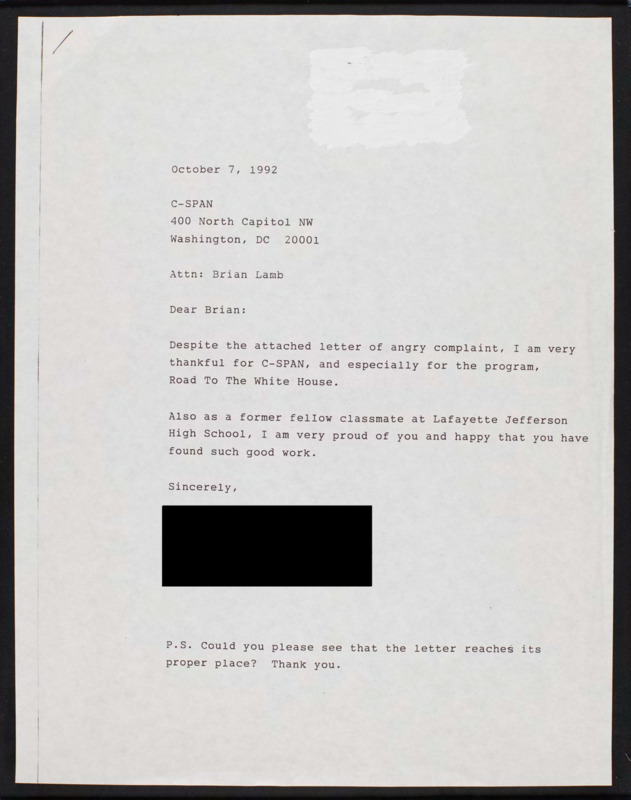 October 7, 1992
C-SPAN
400 North Capitol NW
Washington, DC  20001
Attn: Brian Lamb
Dear Brian:
Despite the attached letter of angry complaint, I am very
thankful for C-SPAN, and especially for the program,
Road To The White House.
Also as a former fellow classmate at Lafayette Jefferson
High School, I am very proud of you and happy that you have
found such good work.
Sincerely,
P.S. Could you please see that the letter reaches its
proper place?  Thank you.